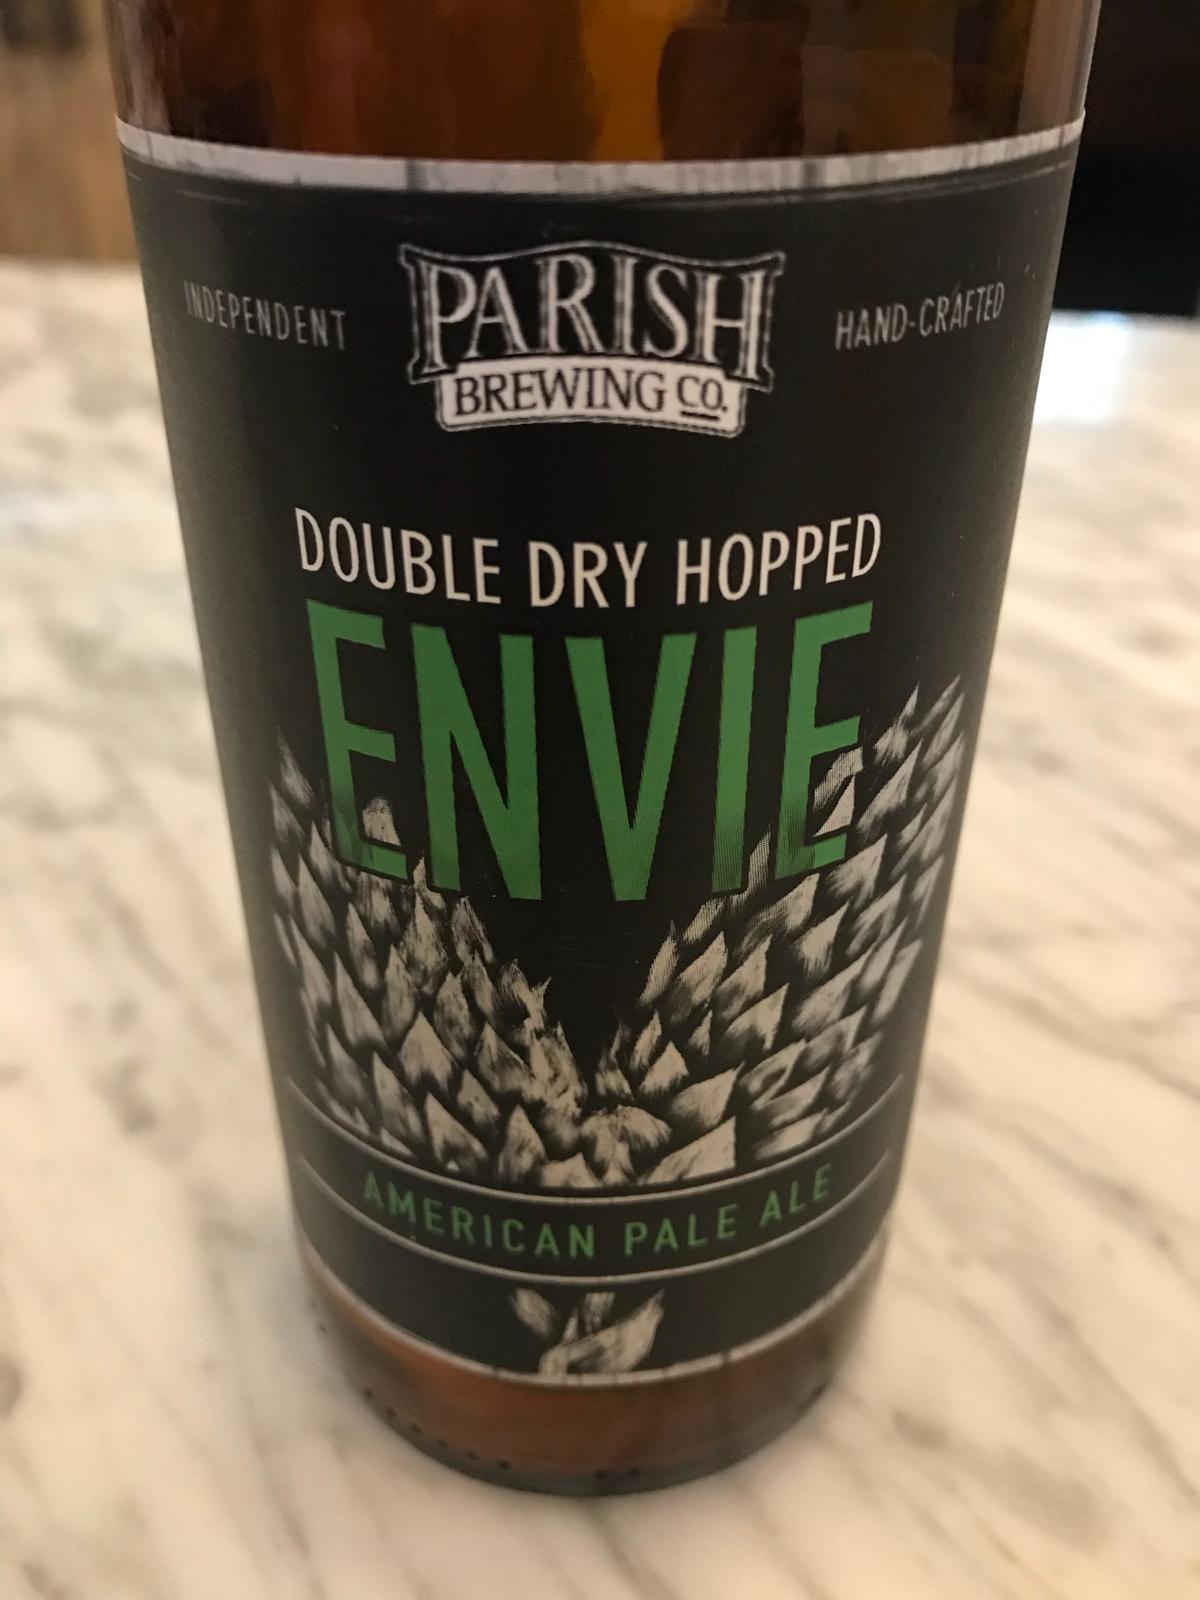 INDEPENDENT
PARISH
BREWING CO.
HAND-CRAFTED
DOUBLE DRY HOPPED
ENVIE
AMERICAN PALE ALE